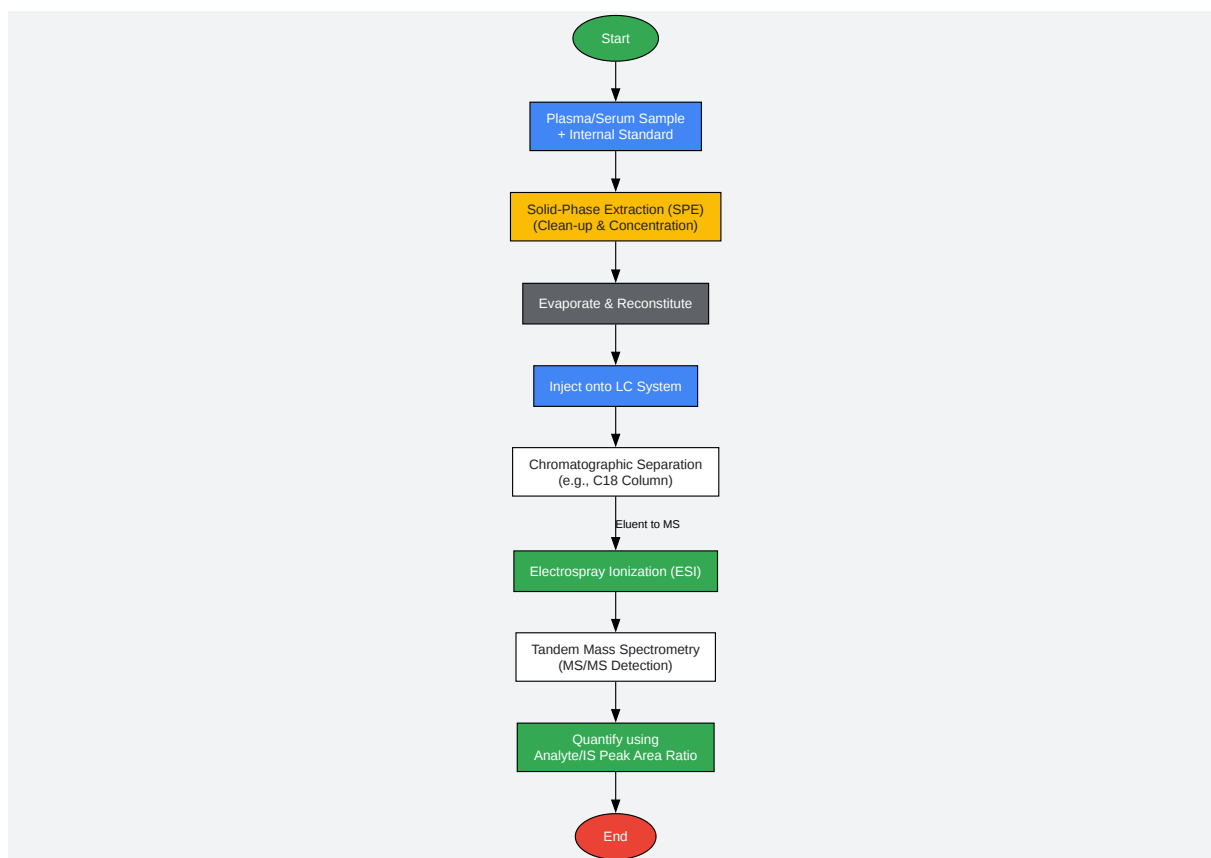 Start
Plasma/Serum Sample
+ Internal Standard
Solid-Phase Extraction (SPE)
(Clean-up & Concentration)
Evaporate & Reconstitute
Inject onto LC System
Chromatographic Separation
(e.g., C18 Column)
Eluent to MS
Electrospray Ionization (ESI)
Tandem Mass Spectrometry
(MS/MS Detection)
Quantify using
Analyte/IS Peak Area Ratio
End